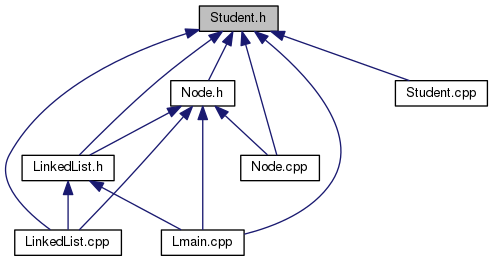 Student.h
Node.h
Student.cpp
LinkedList.h
Node.cpp
LinkedList.cpp
Lmain.cpp